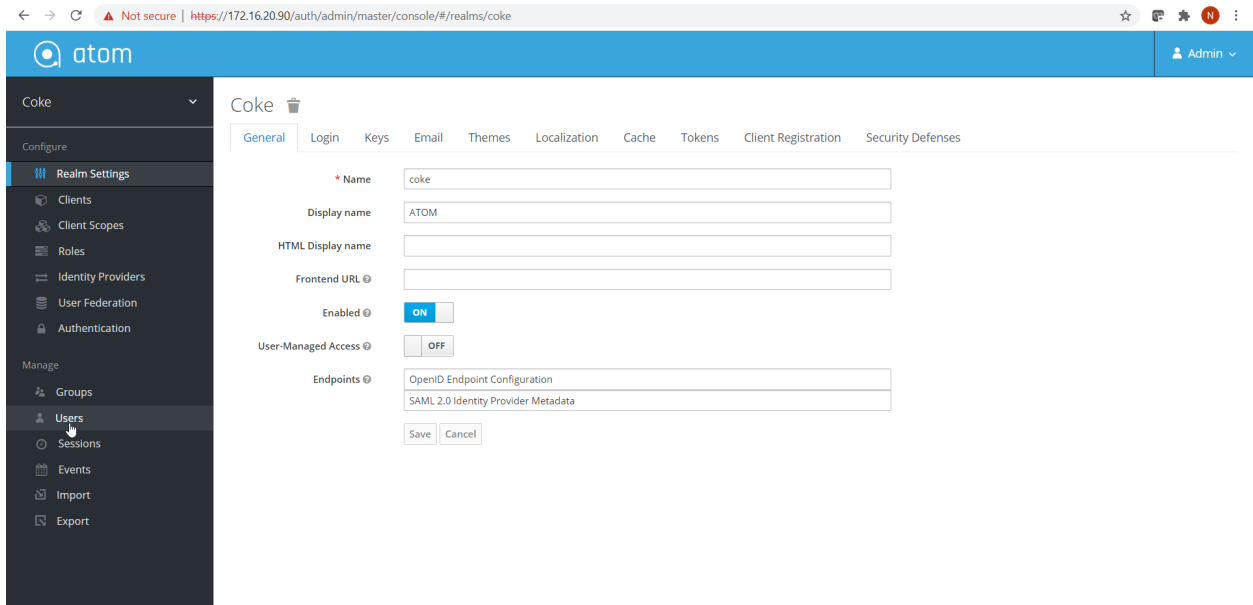 Not secure | https://172.16.20.90/auth/admin/master/console/#/realms/coke
N
atom
Admin
Coke
Configure
Realm Settings
Clients
Client Scopes
Roles
Identity Providers
User Federation
Authentication
Manage
Groups
Users
Sessions
Events
Import
Export
Coke
General Login Keys Email Themes Localization Cache Tokens Client Registration Security Defenses
* Name coke
Display name ATOM
HTML Display name
Frontend URL
Enabled ON
User-Managed Access OFF
Endpoints OpenID Endpoint Configuration
SAML 2.0 Identity Provider Metadata
Save Cancel